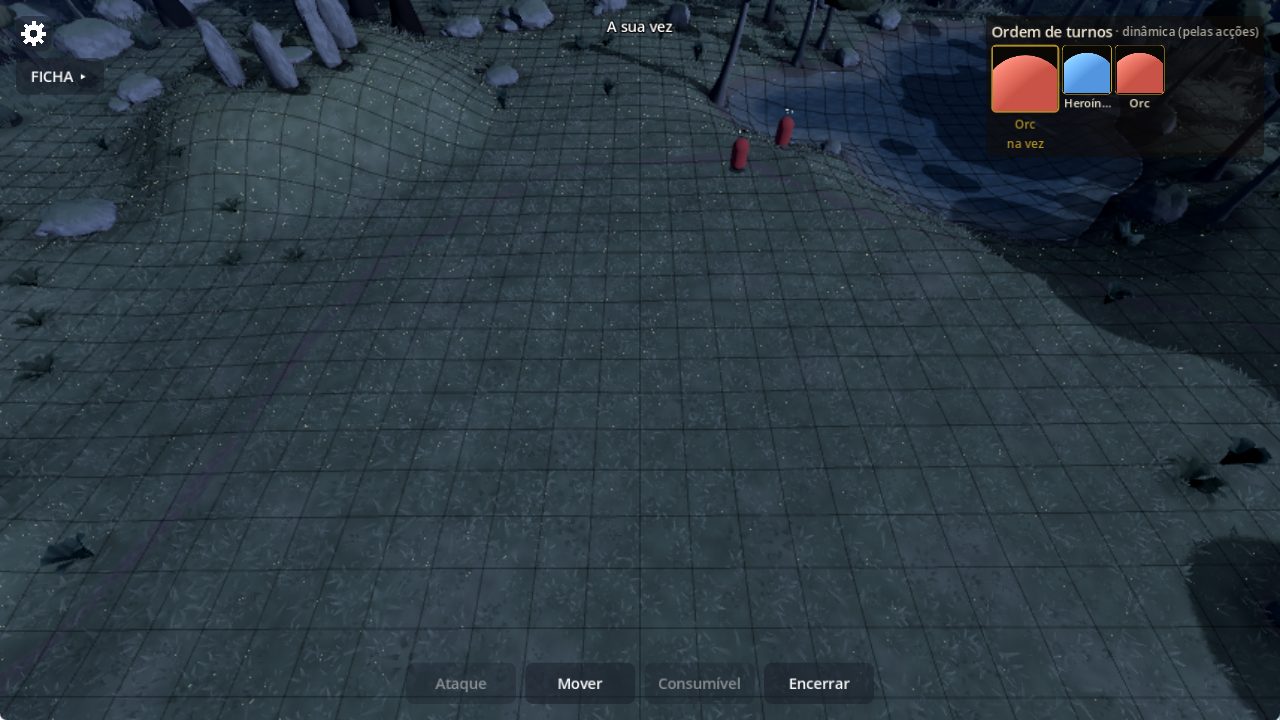 A sua vez
FICHA ▸
Ordem de turnos · dinâmica (pelas acções)
Heroín... Orc
Orc
na vez
Ataque Mover Consumível Encerrar